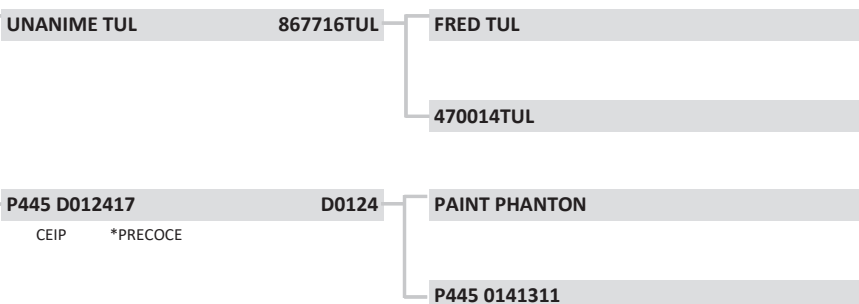 UNANIME TUL 867716TUL FRED TUL
470014TUL
P445 D012417 D0124 PAINT PHANTON
CEIP *PRECOCE
P445 0141311